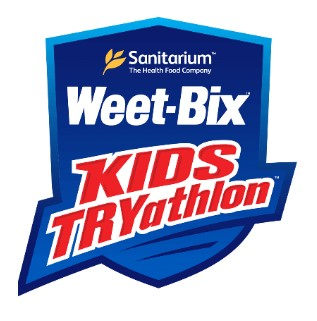 Sanitarium™
The Health Food Company
Weet-Bix™
KIDS
TRYathlon™